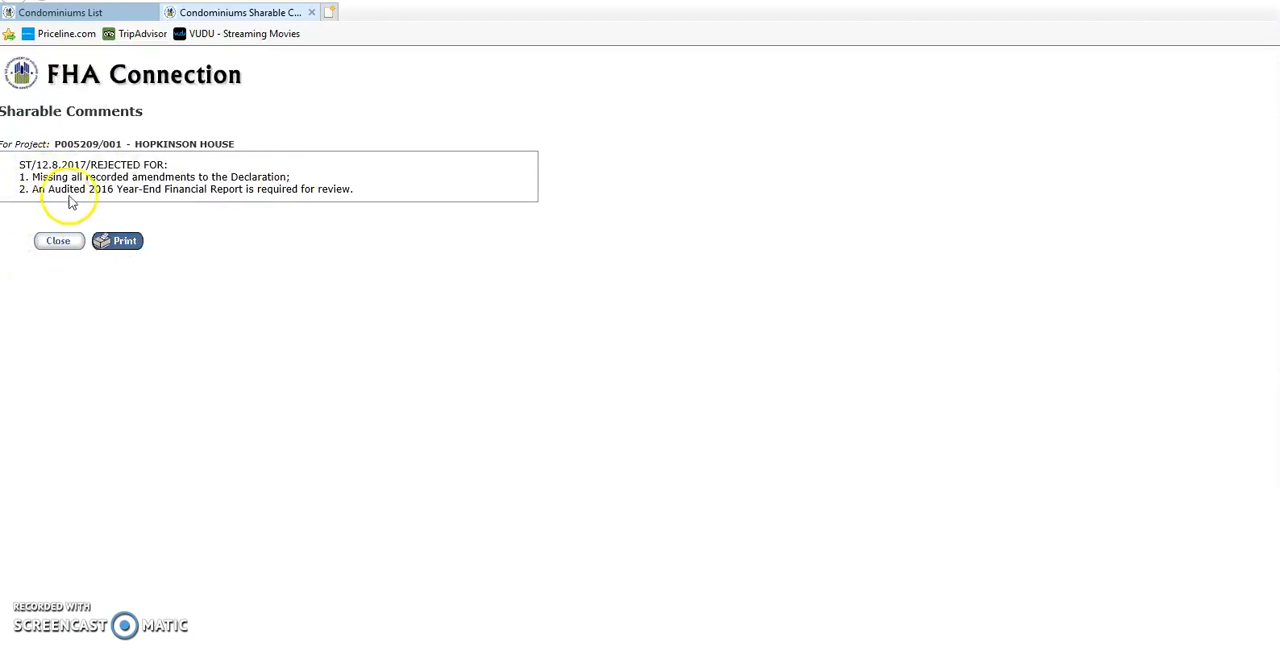 Condominiums List
Condominiums Sharable C...
Priceline.com
TripAdvisor
VUDU - Streaming Movies
FHA Connection
Sharable Comments
For Project: P005209/001 - HOPKINSON HOUSE
ST/12.8.2017/REJECTED FOR:
1. Missing all recorded amendments to the Declaration;
2. An Audited 2016 Year-End Financial Report is required for review.
Close
Print
RECORDED WITH
SCREENCAST MATIC